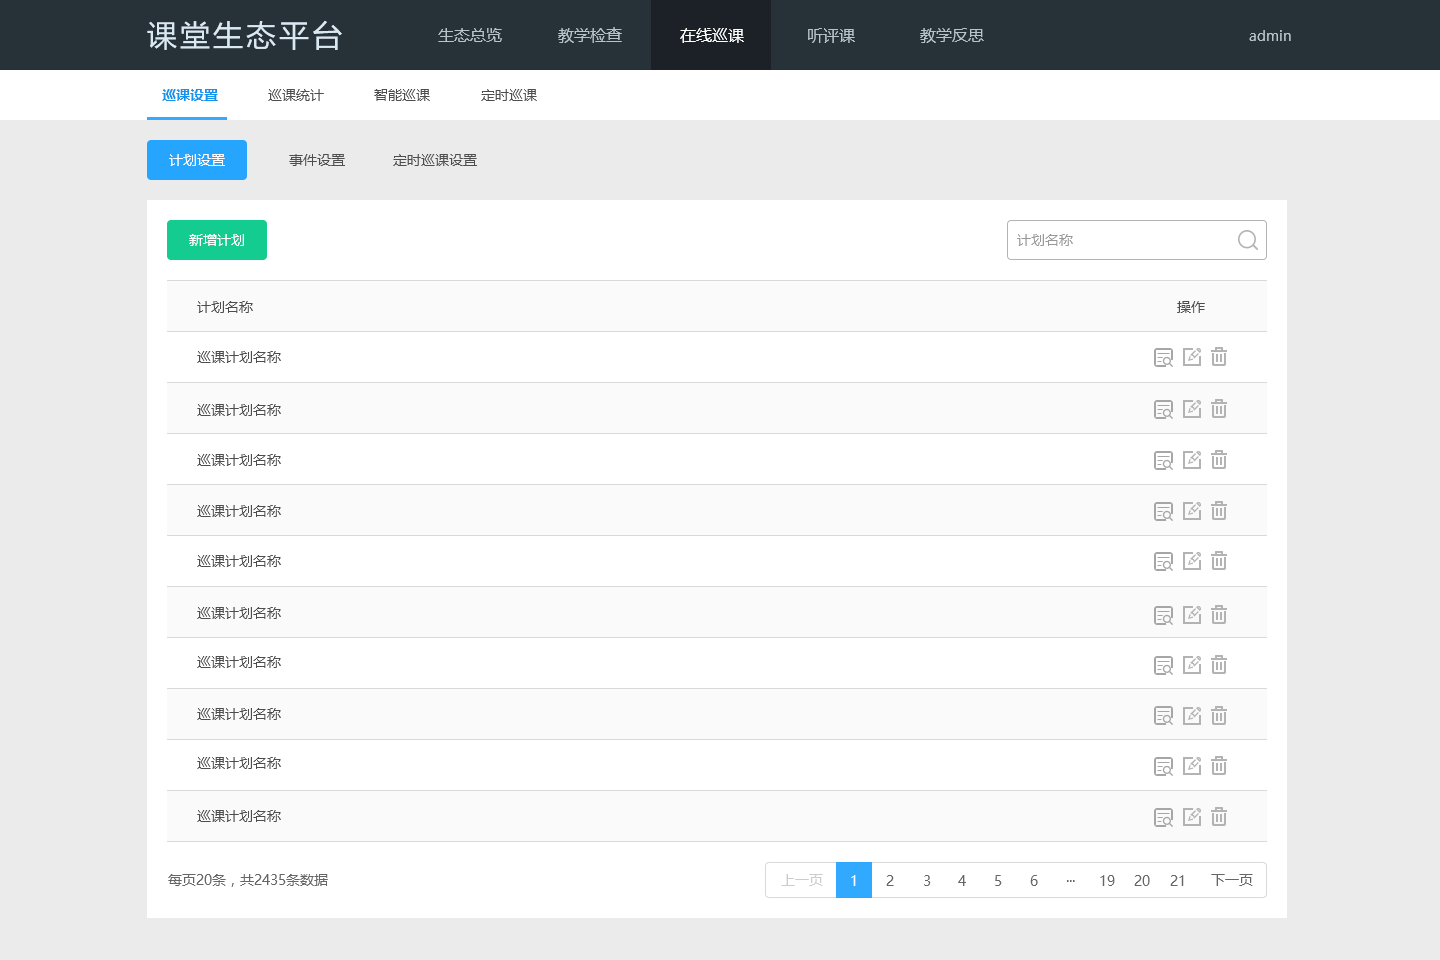 课堂生态平台 生态总览 教学检查 在线巡课 听评课 教学反思 admin
巡课设置 巡课统计 智能巡课 定时巡课
计划设置 事件设置 定时巡课设置
新增计划 计划名称
计划名称 操作
巡课计划名称
巡课计划名称
巡课计划名称
巡课计划名称
巡课计划名称
巡课计划名称
巡课计划名称
巡课计划名称
巡课计划名称
巡课计划名称
每页20条，共2435条数据 上一页 1 2 3 4 5 6 ··· 19 20 21 下一页